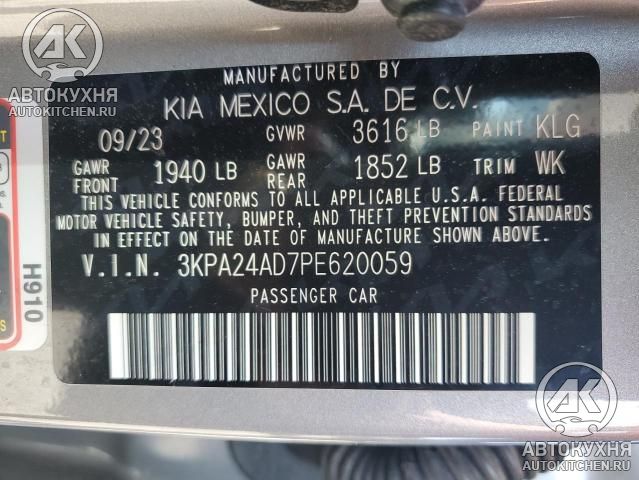 MANUFACTURED BY
KIA MEXICO S.A. DE C.V.
09/23 GVWR 3616 LB PAINT KLG
GAWR FRONT 1940 LB GAWR REAR 1852 LB TRIM WK
THIS VEHICLE CONFORMS TO ALL APPLICABLE U.S.A. FEDERAL
MOTOR VEHICLE SAFETY, BUMPER, AND THEFT PREVENTION STANDARDS
IN EFFECT ON THE DATE OF MANUFACTURE SHOWN ABOVE.
V.I.N. 3KPA24AD7PE620059
PASSENGER CAR
H910
АК
АВТОКУХНЯ
AUTOKITCHEN.RU
АК
АВТОКУХНЯ
AUTOKITCHEN.RU